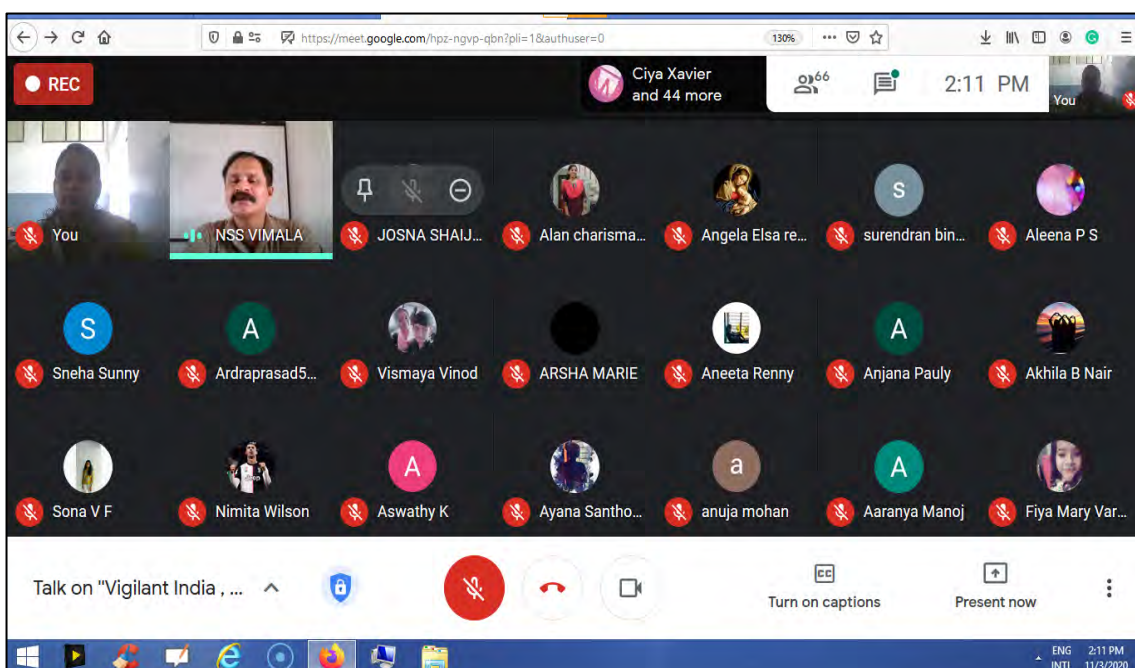 https://meet.google.com/hpz-ngvp-qbn?pli=1&authuser=0
130%
REC
Ciya Xavier
and 44 more
66
2:11 PM
You
You
NSS VIMALA
JOSNA SHAIJ...
Alan charisma...
Angela Elsa re...
s
surendran bin...
Aleena P S
S
Sneha Sunny
A
Ardraprasad5...
Vismaya Vinod
ARSHA MARIE
Aneeta Renny
A
Anjana Pauly
Akhila B Nair
Sona V F
Nimita Wilson
A
Aswathy K
Ayana Santho...
a
anuja mohan
A
Aaranya Manoj
Fiya Mary Var...
Talk on "Vigilant India , ...
CC
Turn on captions
Present now
ENG 2:11 PM
INTL 11/3/2020